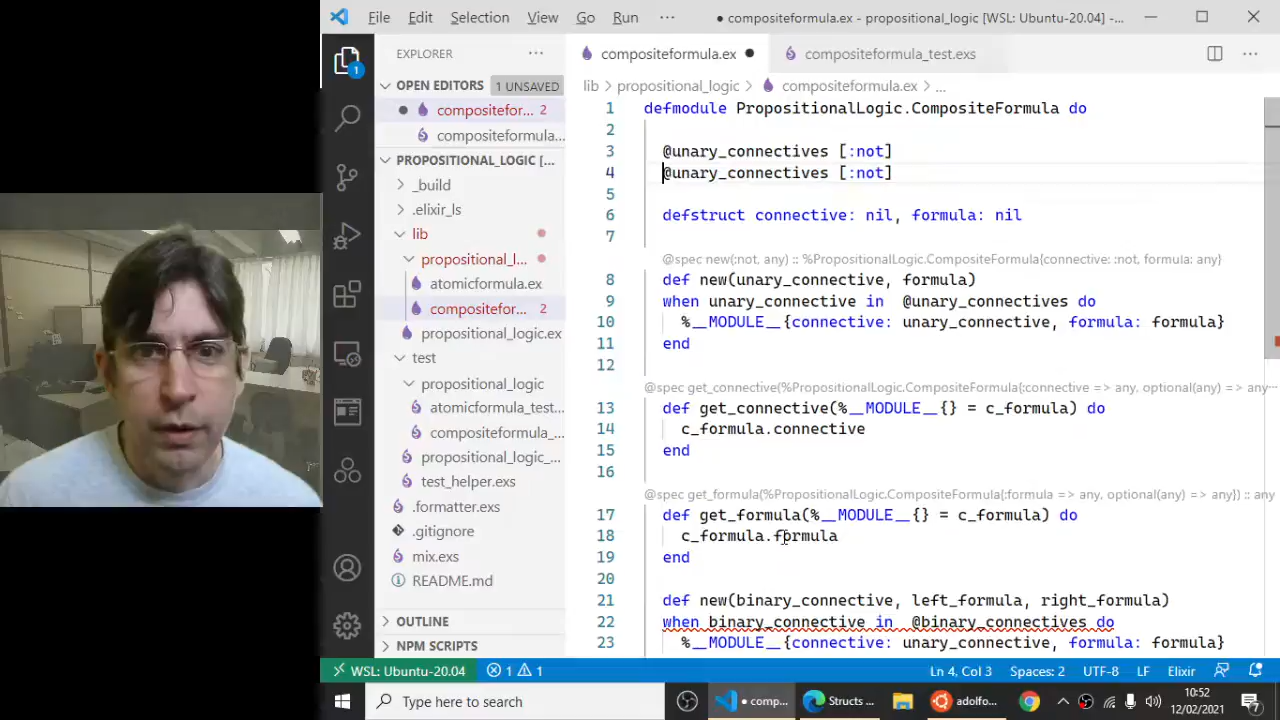 File Edit Selection View Go Run ··· ● compositeformula.ex - propositional_logic [WSL: Ubuntu-20.04] -...
EXPLORER ···
compositeformula.ex ●
compositeformula_test.exs
OPEN EDITORS 1 UNSAVED
lib > propositional_logic > compositeformula.ex > ...
● compositefor... 2
compositeformula...
PROPOSITIONAL_LOGIC [...
> _build
> .elixir_ls
lib
propositional_l...
atomicformula.ex
compositefor... 2
propositional_logic.ex
test
propositional_logic
atomicformula_test...
compositeformula_...
propositional_logic_...
test_helper.exs
.formatter.exs
.gitignore
mix.exs
README.md
OUTLINE
NPM SCRIPTS
1
1 defmodule PropositionalLogic.CompositeFormula do
2
3 @unary_connectives [:not]
4 @unary_connectives [:not]
5
6 defstruct connective: nil, formula: nil
7
@spec new(:not, any) :: %PropositionalLogic.CompositeFormula{connective: :not, formula: any}
8 def new(unary_connective, formula)
9 when unary_connective in @unary_connectives do
10 %__MODULE__{connective: unary_connective, formula: formula}
11 end
12
@spec get_connective(%PropositionalLogic.CompositeFormula{:connective => any, optional(any) => any...
13 def get_connective(%__MODULE__{} = c_formula) do
14 c_formula.connective
15 end
16
@spec get_formula(%PropositionalLogic.CompositeFormula{:formula => any, optional(any) => any}) :: any
17 def get_formula(%__MODULE__{} = c_formula) do
18 c_formula.formula
19 end
20
21 def new(binary_connective, left_formula, right_formula)
22 when binary_connective in @binary_connectives do
23 %__MODULE__{connective: unary_connective, formula: formula}
WSL: Ubuntu-20.04 1 1 Ln 4, Col 3 Spaces: 2 UTF-8 LF Elixir
Type here to search ● comp... Structs ... adolfo... 10:52
12/02/2021